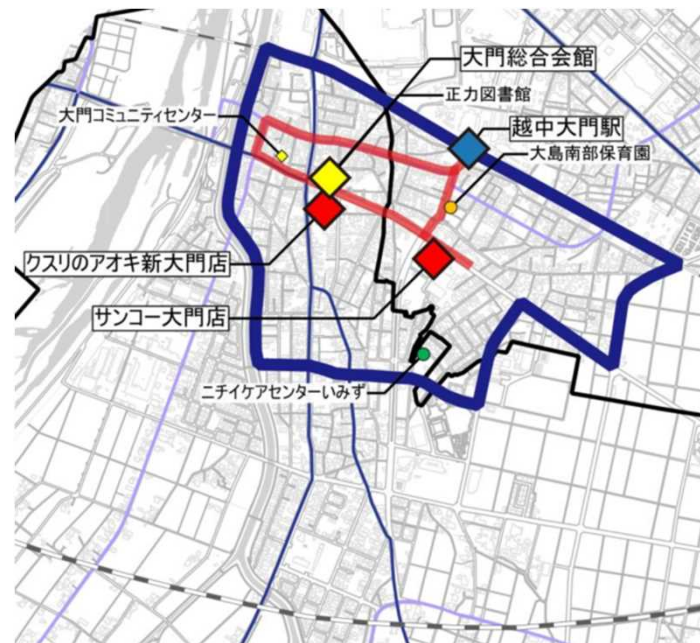 大門総合会館
正力図書館
大門コミュニティセンター
越中大門駅
大島南部保育園
クスリのアオキ新大門店
サンコー大門店
ニチイケアセンターいみず